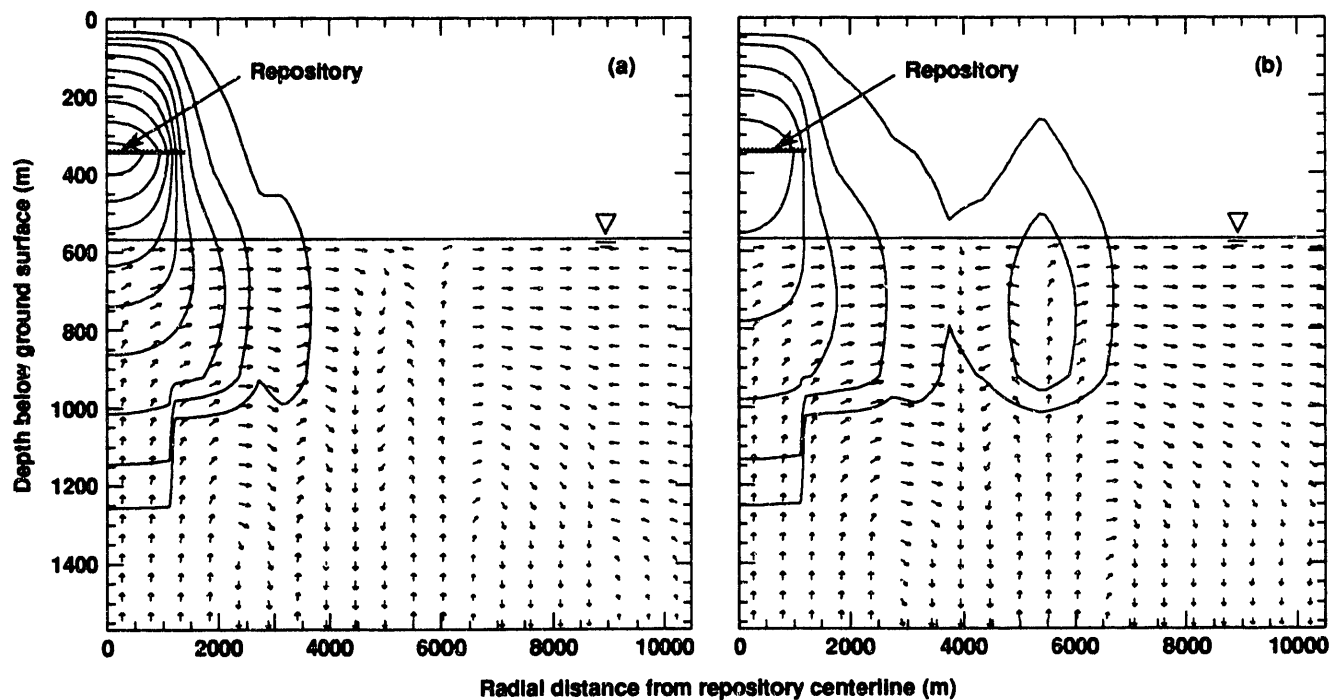 0
200
400
600
800
1000
1200
1400
Depth below ground surface (m)
Repository
(a)
0 2000 4000 6000 8000 10000
Repository
(b)
0 2000 4000 6000 8000 10000
Radial distance from repository centerline (m)